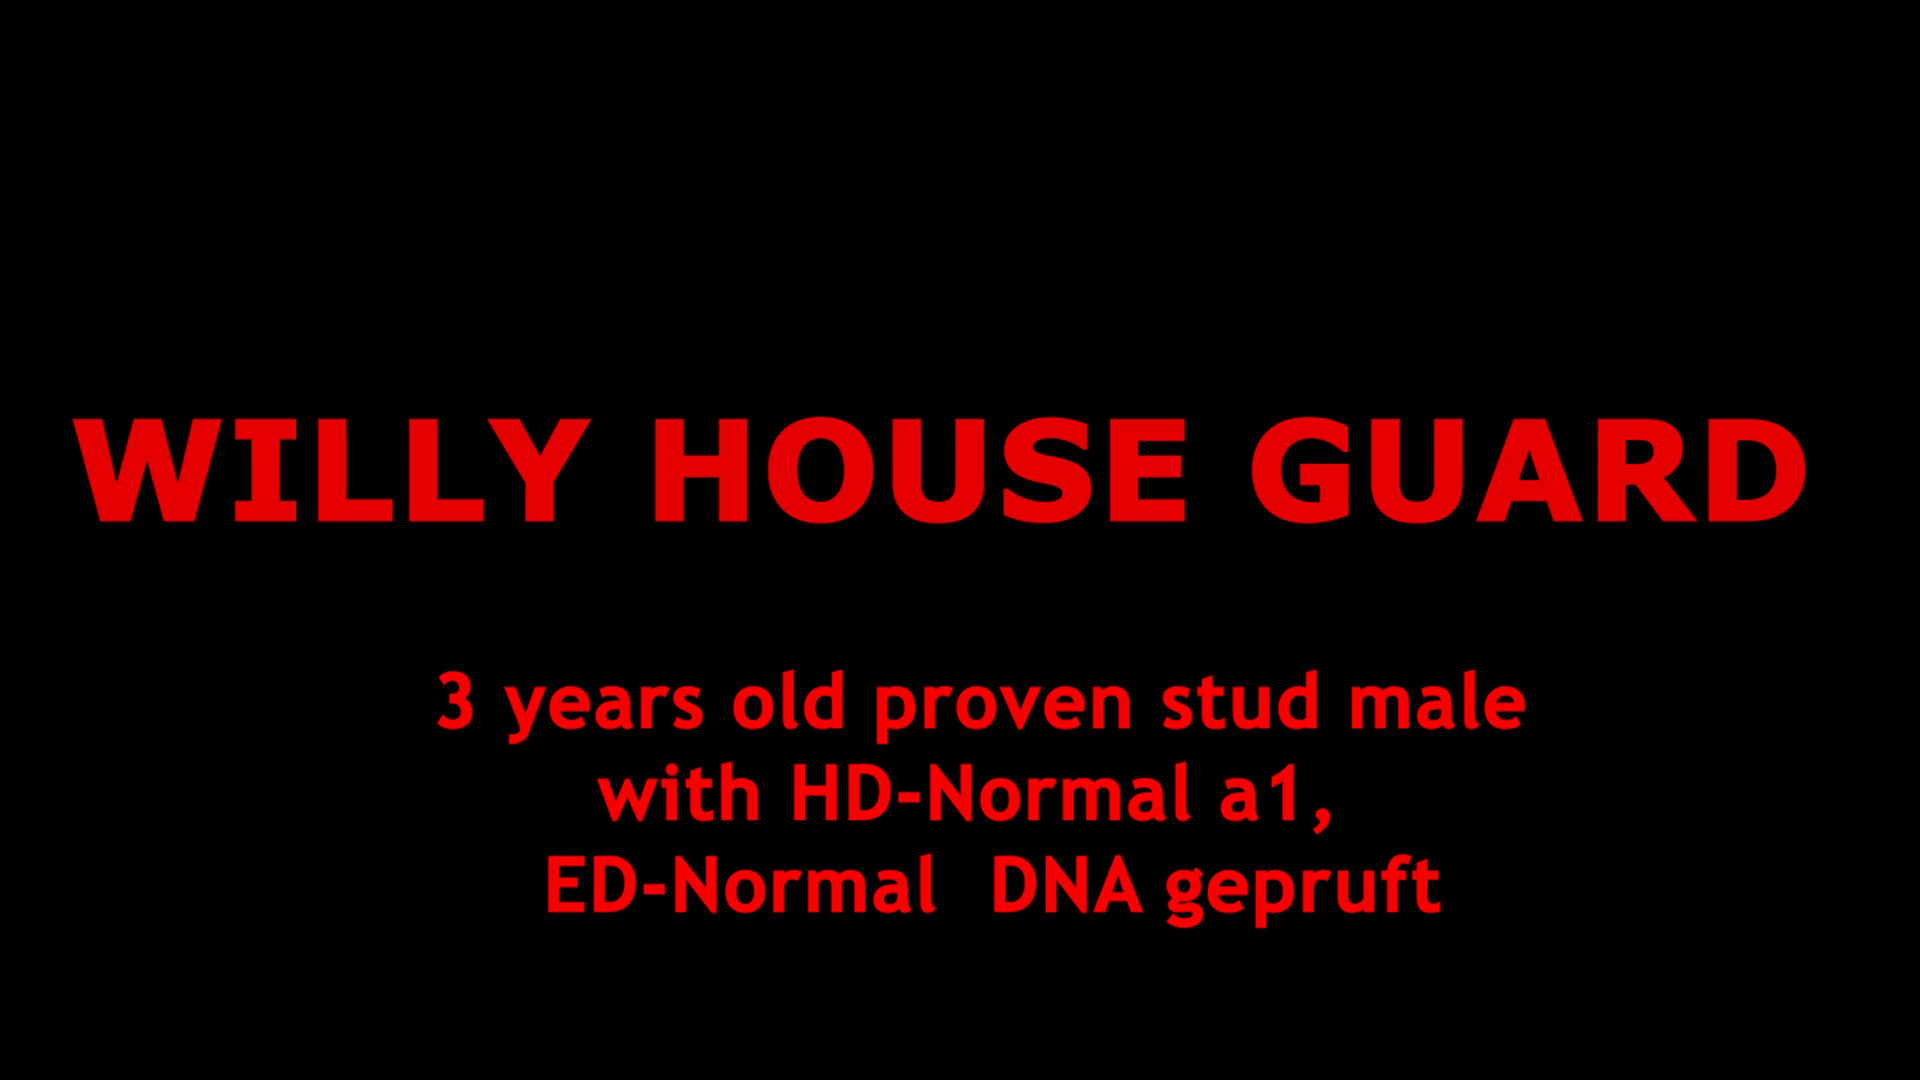 WILLY HOUSE GUARD
3 years old proven stud male
with HD-Normal a1,
ED-Normal  DNA gepruft